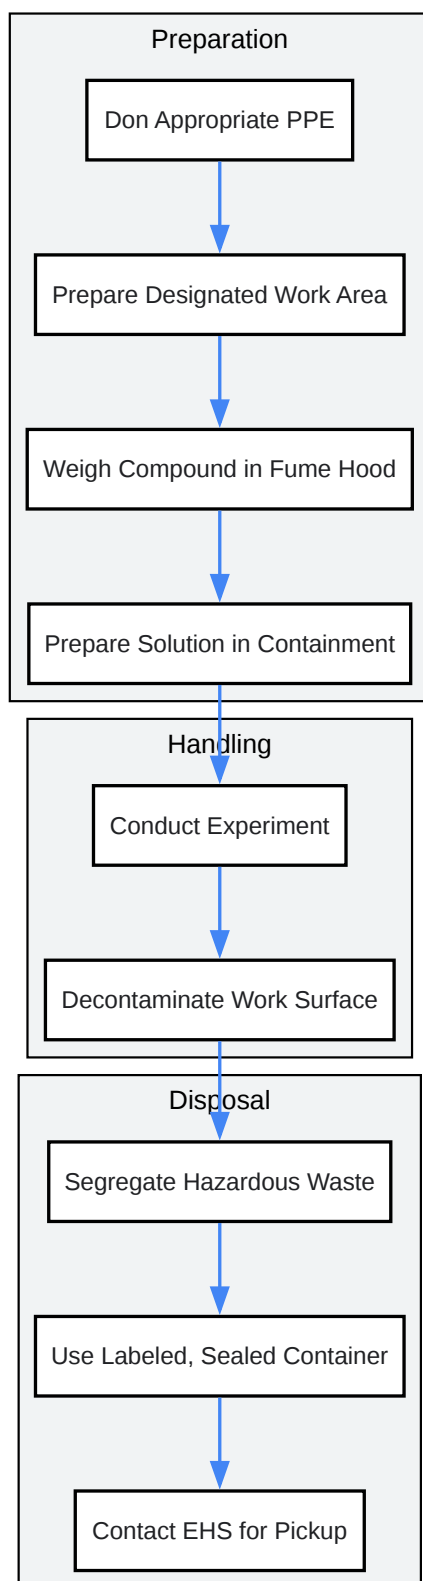 Preparation
Don Appropriate PPE
Prepare Designated Work Area
Weigh Compound in Fume Hood
Prepare Solution in Containment
Handling
Conduct Experiment
Decontaminate Work Surface
Disposal
Segregate Hazardous Waste
Use Labeled, Sealed Container
Contact EHS for Pickup